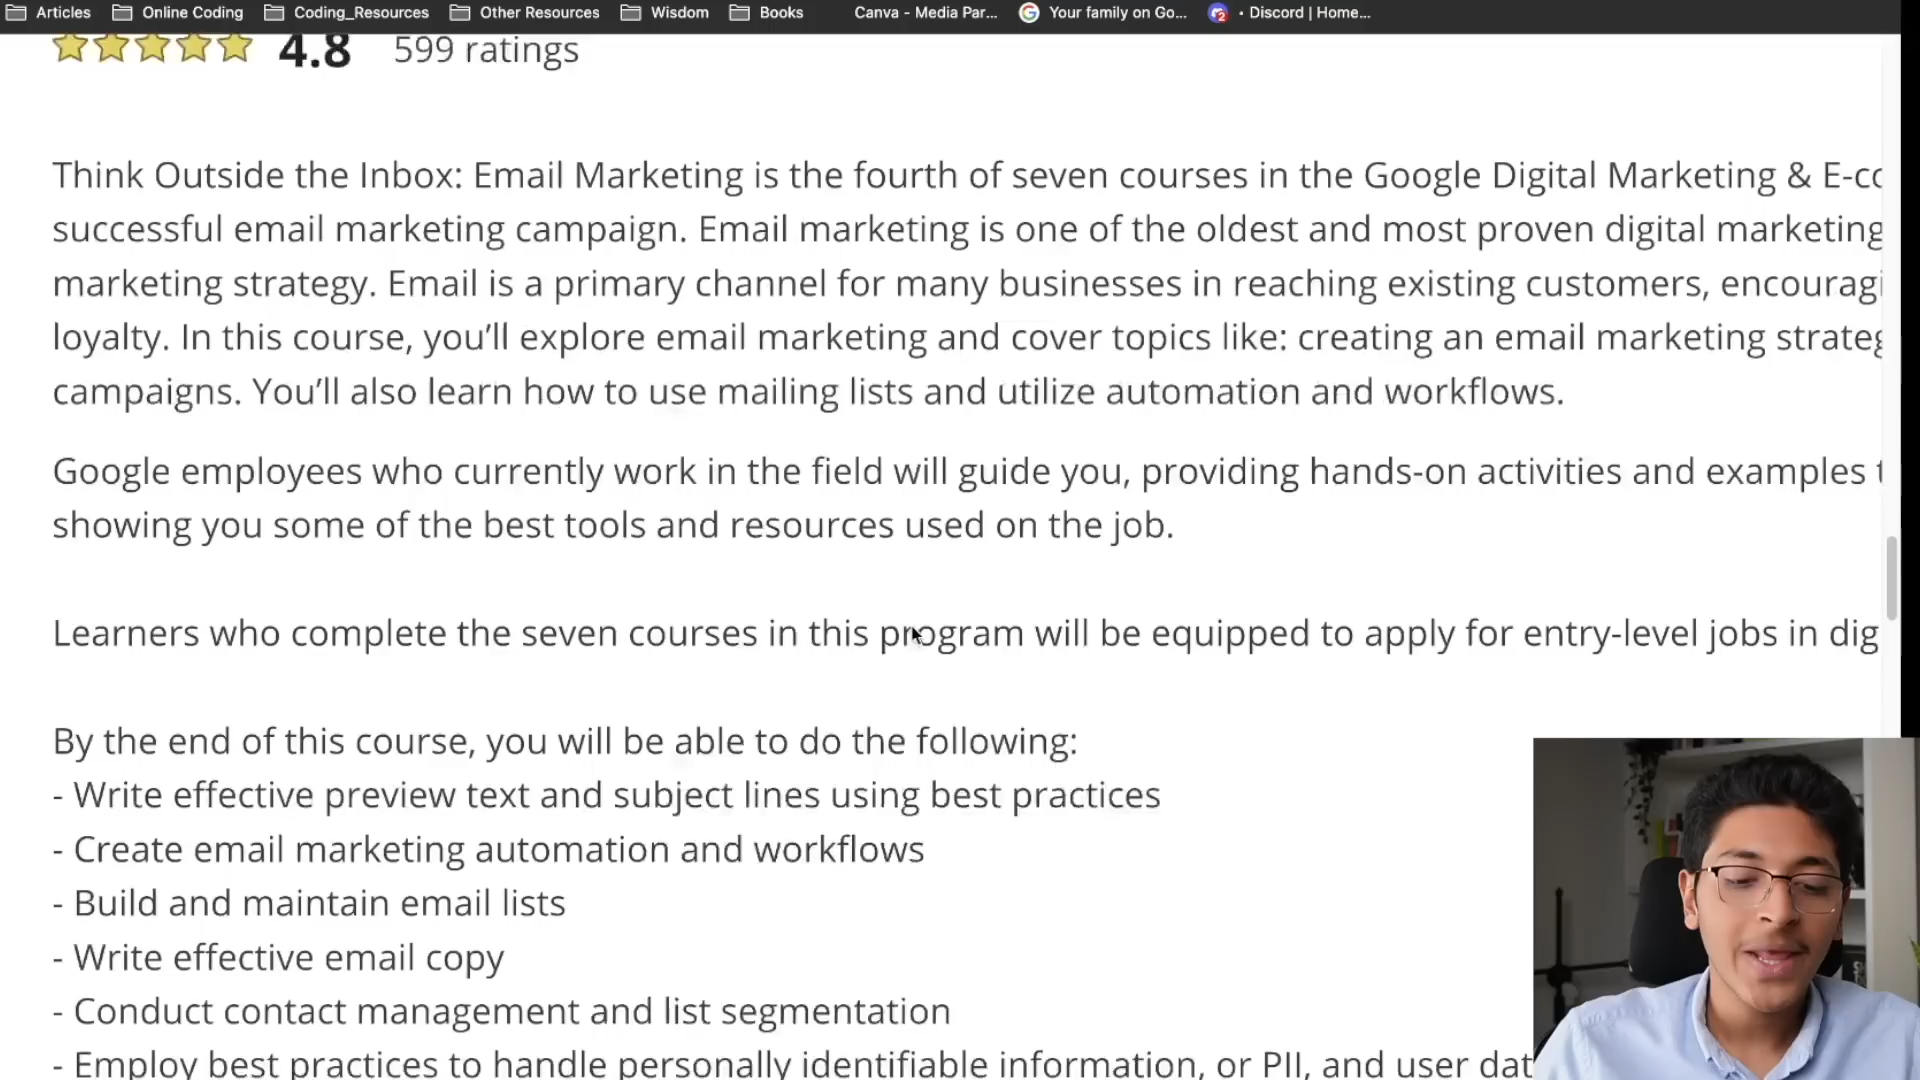 Articles Online Coding Coding_Resources Other Resources Wisdom Books Canva - Media Par... Your family on Go... • Discord | Home...
4.8 599 ratings
Think Outside the Inbox: Email Marketing is the fourth of seven courses in the Google Digital Marketing & E-co
successful email marketing campaign. Email marketing is one of the oldest and most proven digital marketing
marketing strategy. Email is a primary channel for many businesses in reaching existing customers, encouragi
loyalty. In this course, you’ll explore email marketing and cover topics like: creating an email marketing strateg
campaigns. You’ll also learn how to use mailing lists and utilize automation and workflows.
Google employees who currently work in the field will guide you, providing hands-on activities and examples t
showing you some of the best tools and resources used on the job.
Learners who complete the seven courses in this program will be equipped to apply for entry-level jobs in dig
By the end of this course, you will be able to do the following:
- Write effective preview text and subject lines using best practices
- Create email marketing automation and workflows
- Build and maintain email lists
- Write effective email copy
- Conduct contact management and list segmentation
- Employ best practices to handle personally identifiable information, or PII, and user dat